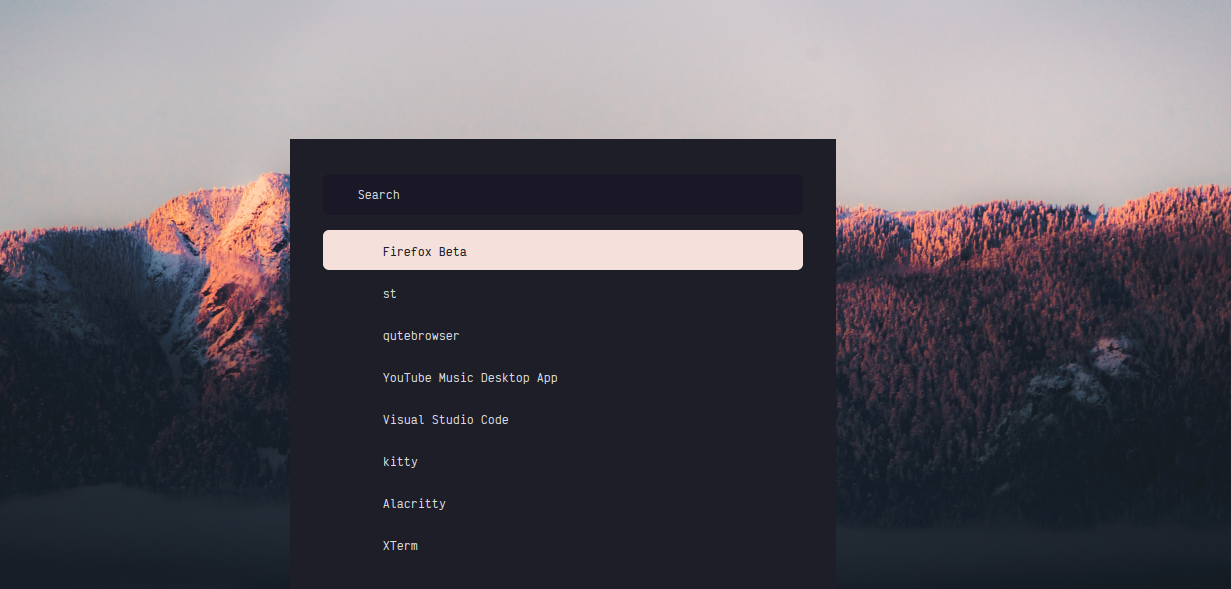 Search
Firefox Beta
st
qutebrowser
YouTube Music Desktop App
Visual Studio Code
kitty
Alacritty
XTerm